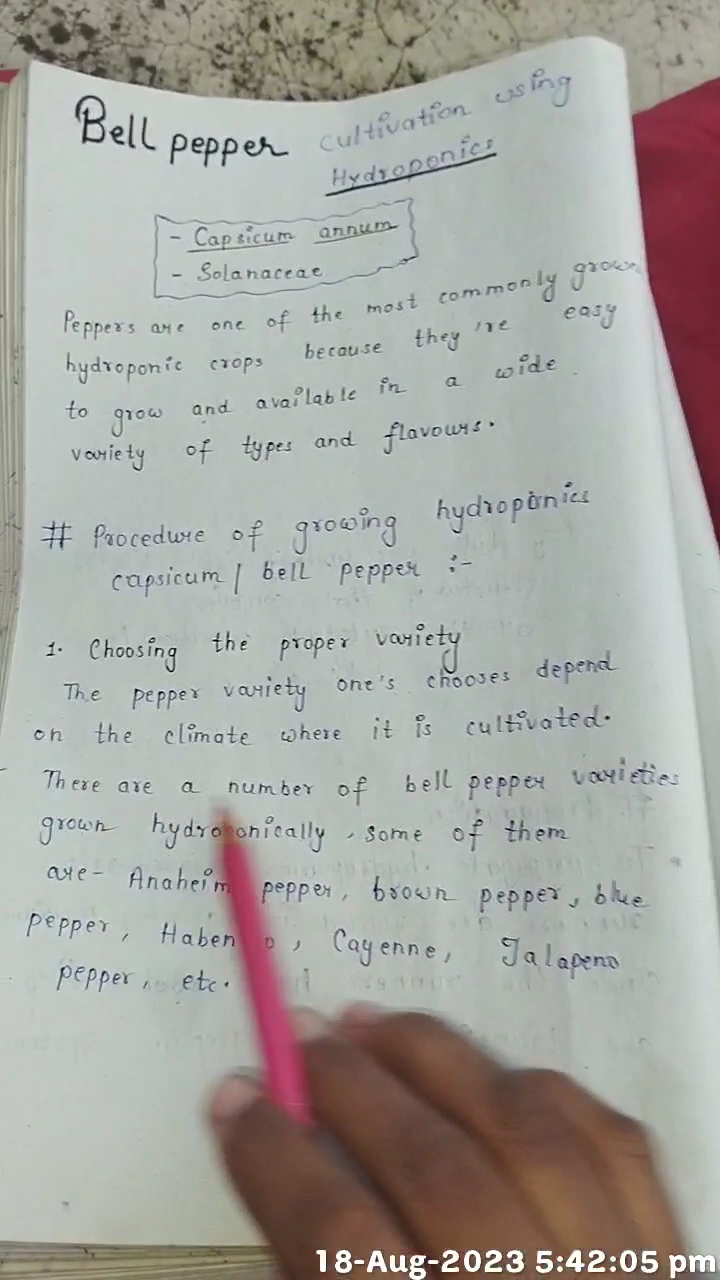 Bell pepper cultivation using
Hydroponics
- Capsicum annum
- Solanaceae
Peppers are one of the most commonly grown
hydroponic crops because they're easy
to grow and available in a wide
variety of types and flavours.
# Procedure of growing hydroponics
capsicum / bell pepper :-
1. Choosing the proper variety
The pepper variety one's chooses depend
on the climate where it is cultivated.
There are a number of bell pepper varieties
grown hydroponically, some of them
are - Anaheim pepper, brown pepper, blue
pepper, Cayenne, Jalapeno
pepper, etc.
18-Aug-2023 5:42:05 pm